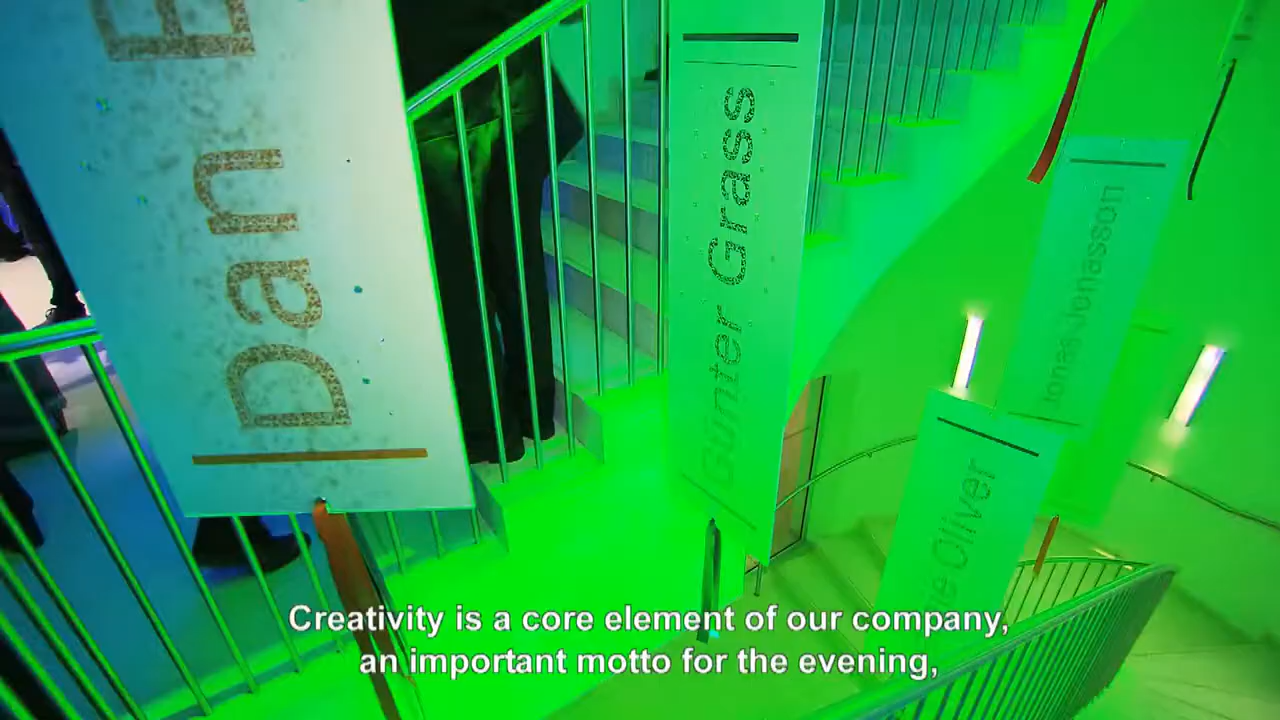 Dan B
Günter Grass
Jonas Jonasson
ve Oliver
Creativity is a core element of our company,
an important motto for the evening,